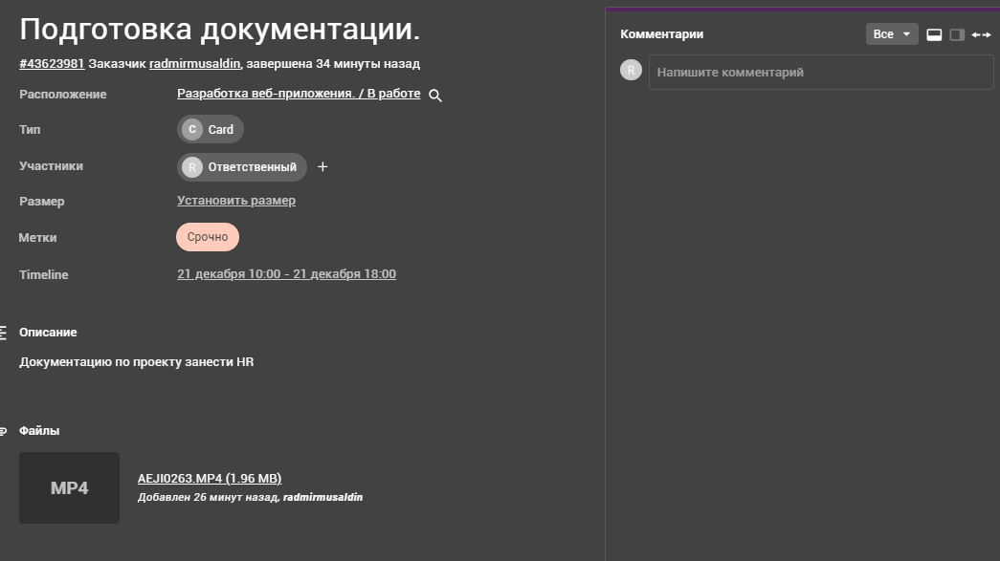 Подготовка документации.
#43623981 Заказчик radmirmusaldin, завершена 34 минуты назад
Расположение Разработка веб-приложения. / В работе
Тип C Card
Участники R Ответственный +
Размер Установить размер
Метки Срочно
Timeline 21 декабря 10:00 - 21 декабря 18:00
Описание
Документацию по проекту занести HR
Файлы
MP4
AEJI0263.MP4 (1.96 MB)
Добавлен 26 минут назад, radmirmusaldin
Комментарии Все
R Напишите комментарий